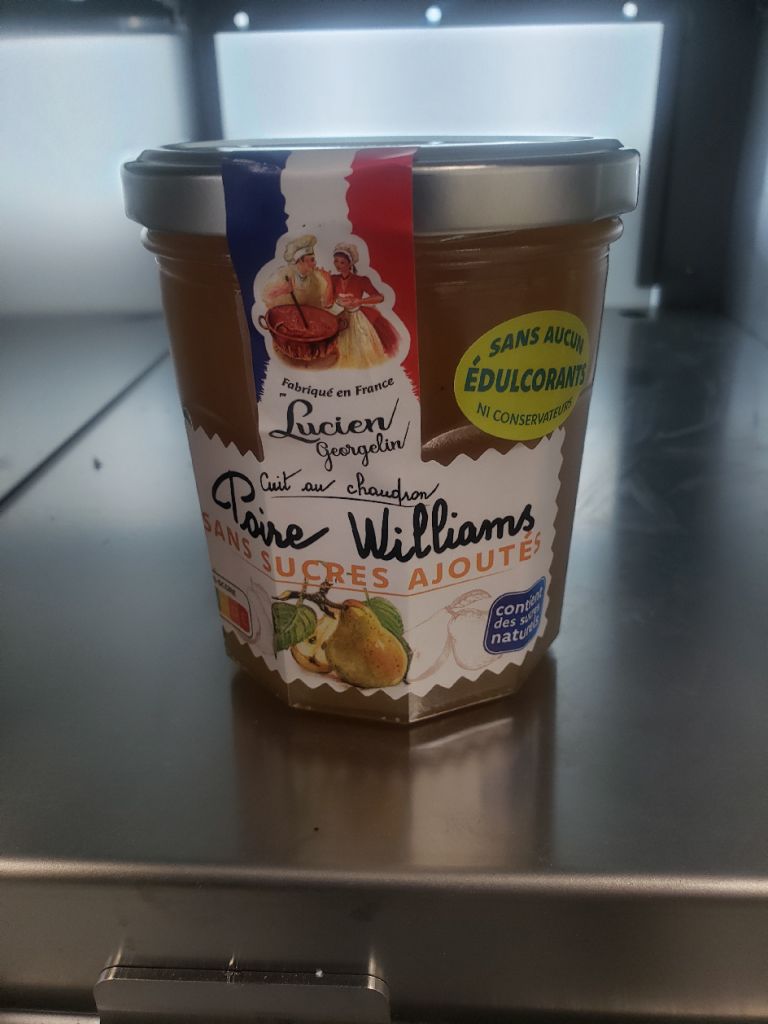 Fabriqué en France
Lucien
Georgelin
SANS AUCUN
ÉDULCORANTS
NI CONSERVATEURS
Cuit au chaudron
Poire Williams
SANS SUCRES AJOUTÉS
contient
des sucres
naturels